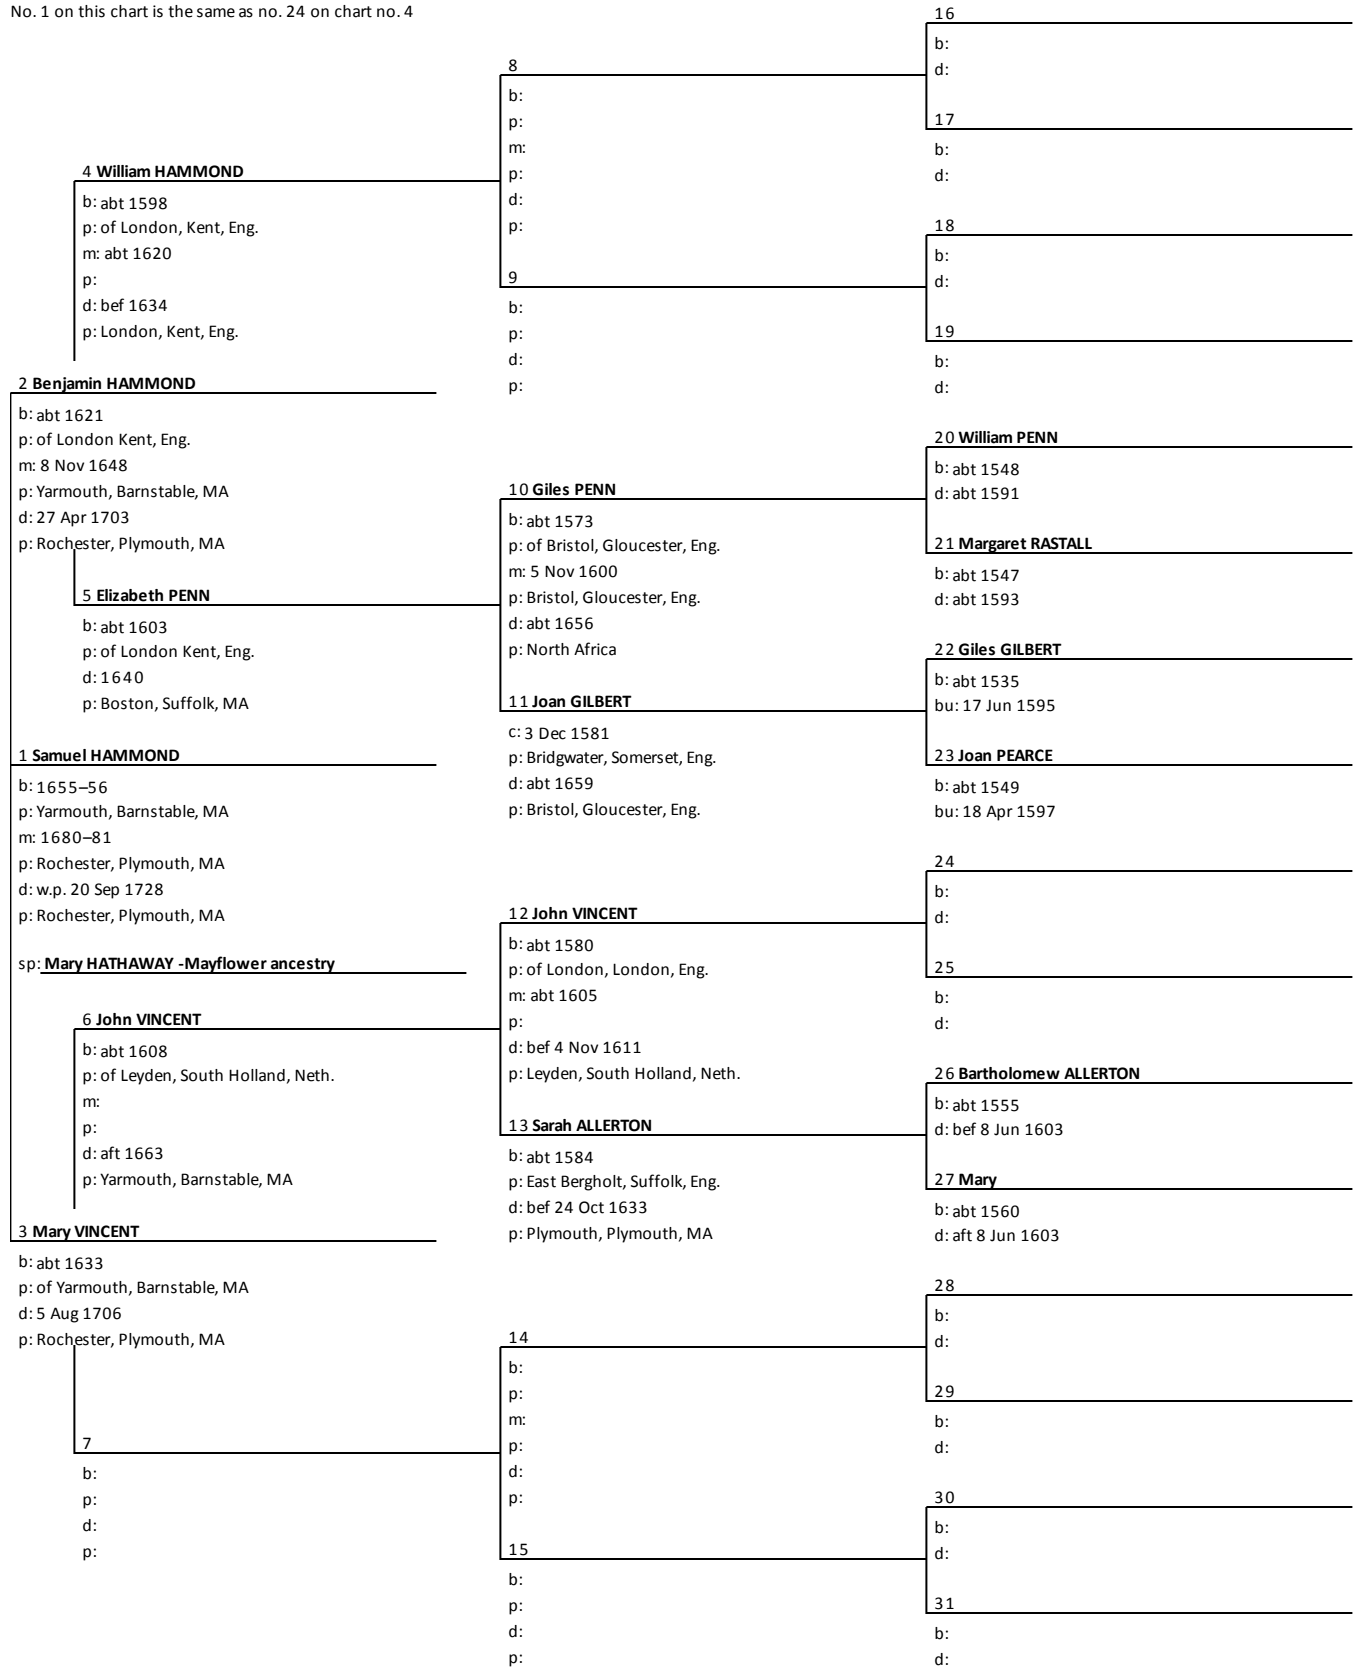 No. 1 on this chart is the same as no. 24 on chart no. 4
16
b:
d:
8
b:
p:
m:
p:
d:
p:
17
b:
d:
4 William HAMMOND
b: abt 1598
p: of London, Kent, Eng.
m: abt 1620
p:
d: bef 1634
p: London, Kent, Eng.
18
b:
d:
9
b:
p:
d:
p:
19
b:
d:
2 Benjamin HAMMOND
b: abt 1621
p: of London Kent, Eng.
m: 8 Nov 1648
p: Yarmouth, Barnstable, MA
d: 27 Apr 1703
p: Rochester, Plymouth, MA
20 William PENN
b: abt 1548
d: abt 1591
10 Giles PENN
b: abt 1573
p: of Bristol, Gloucester, Eng.
m: 5 Nov 1600
p: Bristol, Gloucester, Eng.
d: abt 1656
p: North Africa
21 Margaret RASTALL
b: abt 1547
d: abt 1593
5 Elizabeth PENN
b: abt 1603
p: of London Kent, Eng.
d: 1640
p: Boston, Suffolk, MA
22 Giles GILBERT
b: abt 1535
bu: 17 Jun 1595
11 Joan GILBERT
c: 3 Dec 1581
p: Bridgwater, Somerset, Eng.
d: abt 1659
p: Bristol, Gloucester, Eng.
23 Joan PEARCE
b: abt 1549
bu: 18 Apr 1597
1 Samuel HAMMOND
b: 1655–56
p: Yarmouth, Barnstable, MA
m: 1680–81
p: Rochester, Plymouth, MA
d: w.p. 20 Sep 1728
p: Rochester, Plymouth, MA
sp: Mary HATHAWAY -Mayflower ancestry
24
b:
d:
12 John VINCENT
b: abt 1580
p: of London, London, Eng.
m: abt 1605
p:
d: bef 4 Nov 1611
p: Leyden, South Holland, Neth.
25
b:
d:
6 John VINCENT
b: abt 1608
p: of Leyden, South Holland, Neth.
m:
p:
d: aft 1663
p: Yarmouth, Barnstable, MA
26 Bartholomew ALLERTON
b: abt 1555
d: bef 8 Jun 1603
13 Sarah ALLERTON
b: abt 1584
p: East Bergholt, Suffolk, Eng.
d: bef 24 Oct 1633
p: Plymouth, Plymouth, MA
27 Mary
b: abt 1560
d: aft 8 Jun 1603
3 Mary VINCENT
b: abt 1633
p: of Yarmouth, Barnstable, MA
d: 5 Aug 1706
p: Rochester, Plymouth, MA
28
b:
d:
14
b:
p:
m:
p:
d:
p:
29
b:
d:
7
b:
p:
d:
p:
30
b:
d:
15
b:
p:
d:
p:
31
b:
d: